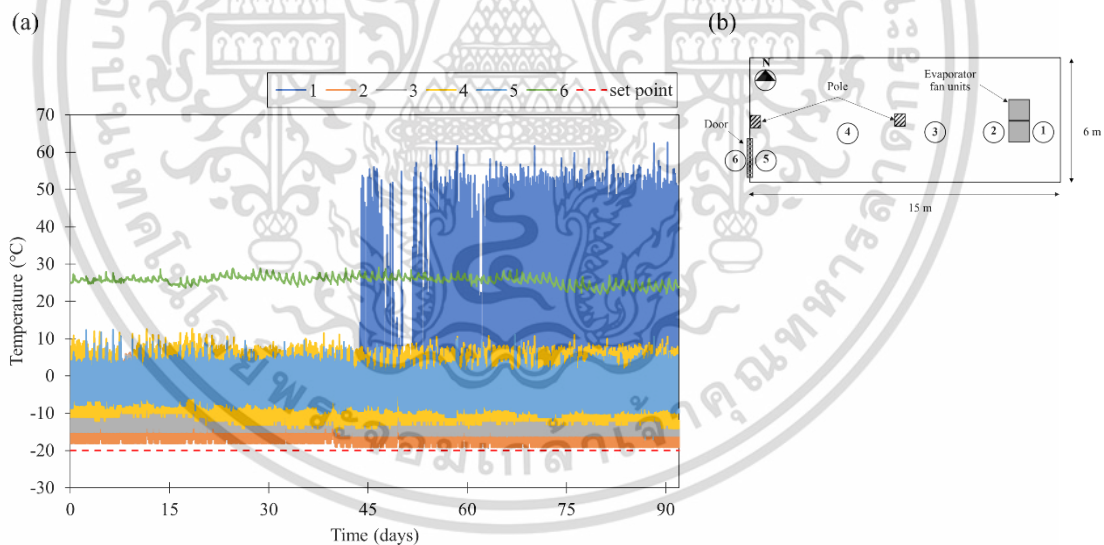 (a)
1 2 3 4 5 6 set point
70
60
50
40
30
20
10
0
-10
-20
-30
Temperature (°C)
0 15 30 45 60 75 90
Time (days)
(b)
N
Pole
Evaporator
fan units
Door
4 3 2 1
6 5
6 m
15 m